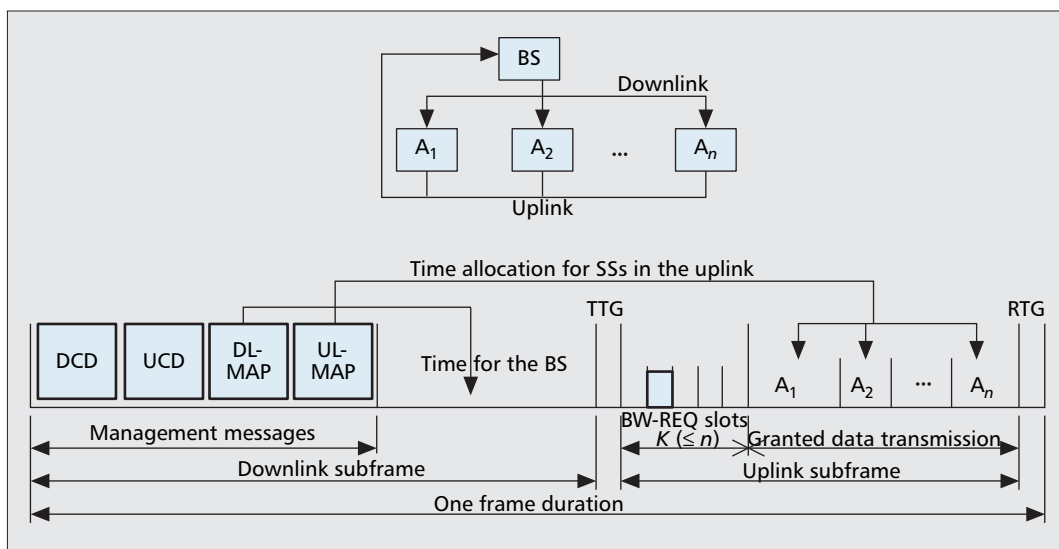 BS
Downlink
A1 A2 ... An
Uplink
Time allocation for SSs in the uplink
TTG RTG
DCD UCD DL-MAP UL-MAP
Time for the BS
A1 A2 ... An
BW-REQ slots
Management messages K (≤ n) Granted data transmission
Downlink subframe Uplink subframe
One frame duration